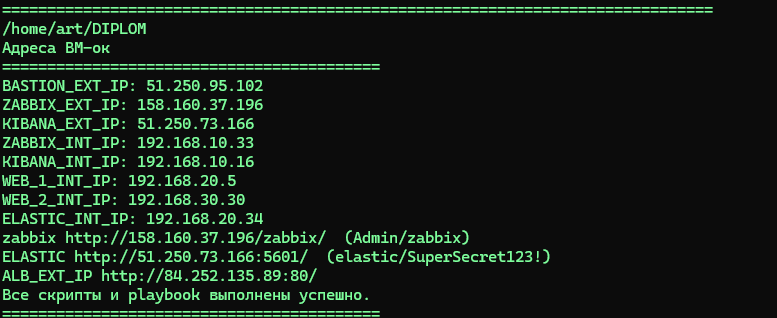 ===============================================================================
/home/art/DIPLOM
Адреса ВМ-ок
==========================================
BASTION_EXT_IP: 51.250.95.102
ZABBIX_EXT_IP: 158.160.37.196
KIBANA_EXT_IP: 51.250.73.166
ZABBIX_INT_IP: 192.168.10.33
KIBANA_INT_IP: 192.168.10.16
WEB_1_INT_IP: 192.168.20.5
WEB_2_INT_IP: 192.168.30.30
ELASTIC_INT_IP: 192.168.20.34
zabbix http://158.160.37.196/zabbix/  (Admin/zabbix)
ELASTIC http://51.250.73.166:5601/  (elastic/SuperSecret123!)
ALB_EXT_IP http://84.252.135.89:80/
Все скрипты и playbook выполнены успешно.
==========================================